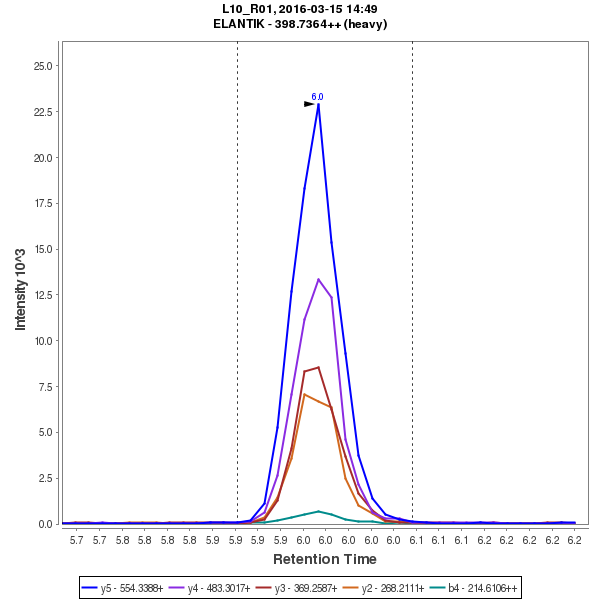 L10_R01, 2016-03-15 14:49
ELANTIK - 398.7364++ (heavy)
6.0
25.0
22.5
20.0
17.5
15.0
12.5
10.0
7.5
5.0
2.5
0.0
Intensity 10^3
5.7 5.7 5.8 5.8 5.8 5.8 5.9 5.9 5.9 5.9 6.0 6.0 6.0 6.0 6.0 6.1 6.1 6.1 6.2 6.2 6.2 6.2 6.2
Retention Time
y5 - 554.3388+ y4 - 483.3017+ y3 - 369.2587+ y2 - 268.2111+ b4 - 214.6106++